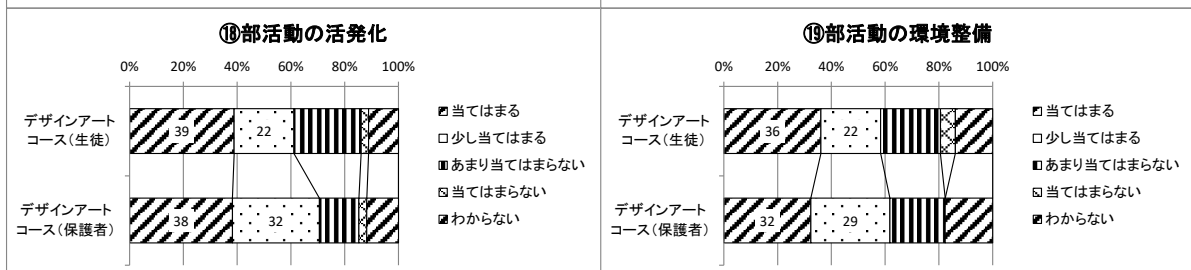 ⑱部活動の活発化
0% 20% 40% 60% 80% 100%
デザインアート
コース(生徒)
39 22
デザインアート
コース(保護者)
38 32
当てはまる
少し当てはまる
あまり当てはまらない
当てはまらない
わからない
⑲部活動の環境整備
0% 20% 40% 60% 80% 100%
デザインアート
コース(生徒)
36 22
デザインアート
コース(保護者)
32 29
当てはまる
少し当てはまる
あまり当てはまらない
当てはまらない
わからない